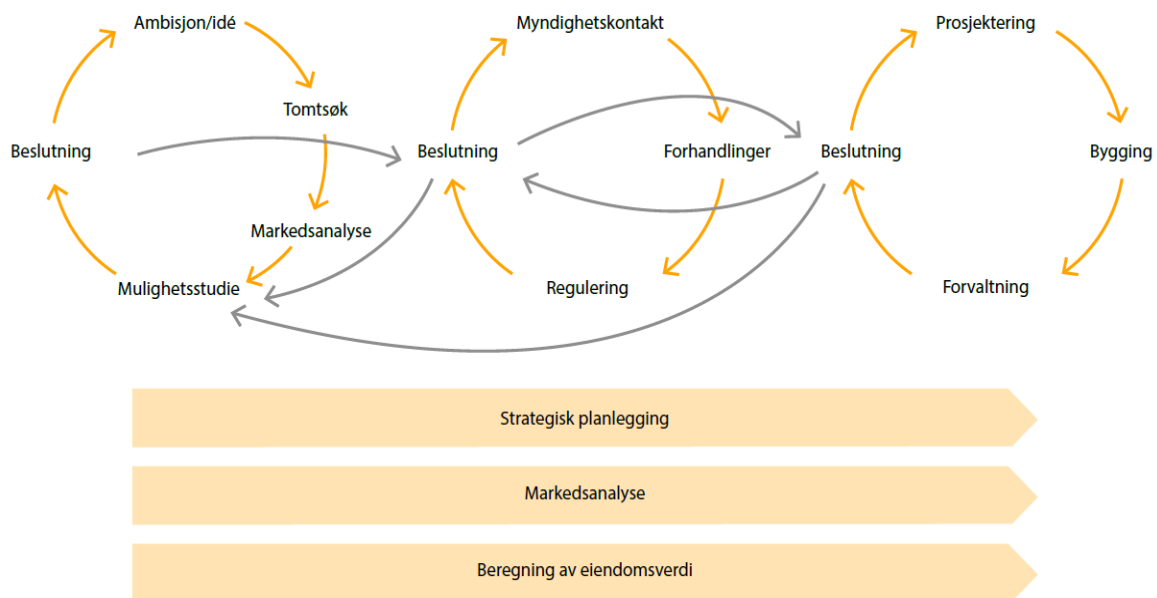 Ambisjon/idé
Myndighetskontakt
Prosjektering
Tomtsøk
Beslutning
Beslutning
Forhandlinger
Beslutning
Bygging
Markedsanalyse
Mulighetsstudie
Regulering
Forvaltning
Strategisk planlegging
Markedsanalyse
Beregning av eiendomsverdi